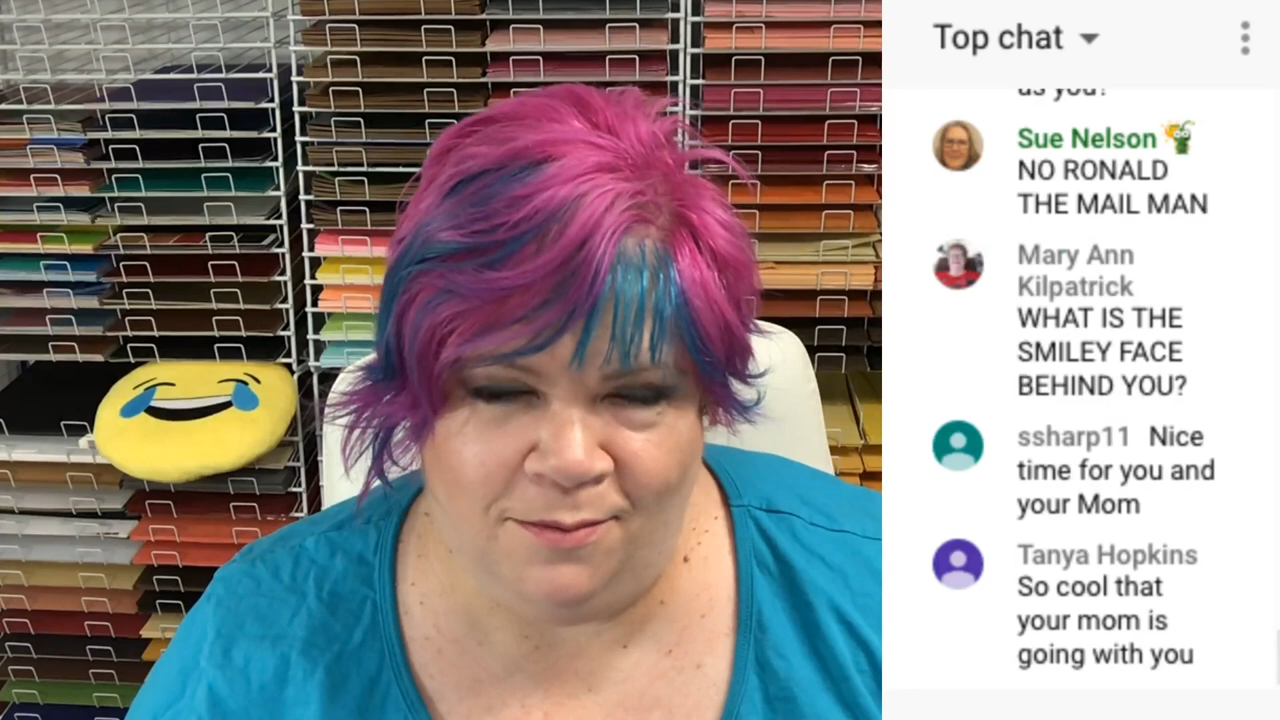 Top chat
as you?
Sue Nelson
NO RONALD
THE MAIL MAN
Mary Ann
Kilpatrick
WHAT IS THE
SMILEY FACE
BEHIND YOU?
ssharp11 Nice
time for you and
your Mom
Tanya Hopkins
So cool that
your mom is
going with you